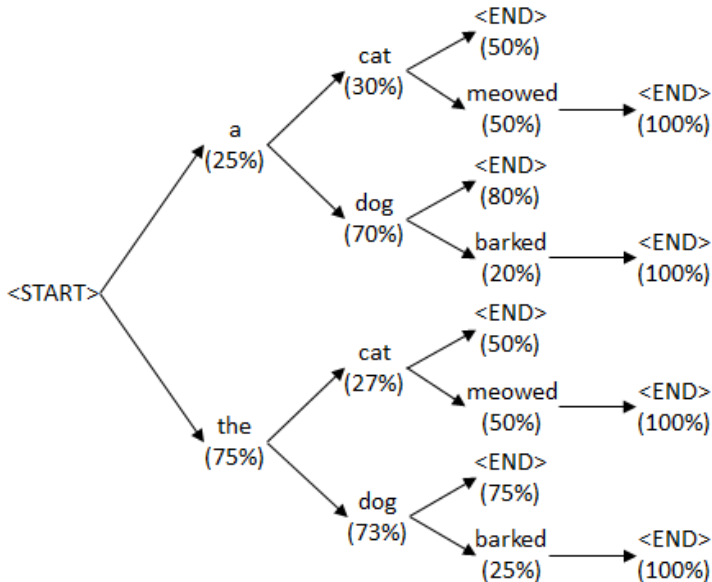 <END>
(50%)
cat
(30%)
meowed
(50%)
<END>
(100%)
a
(25%)
<END>
(80%)
dog
(70%)
barked
(20%)
<END>
(100%)
<START>
<END>
(50%)
cat
(27%)
meowed
(50%)
<END>
(100%)
the
(75%)
<END>
(75%)
dog
(73%)
barked
(25%)
<END>
(100%)